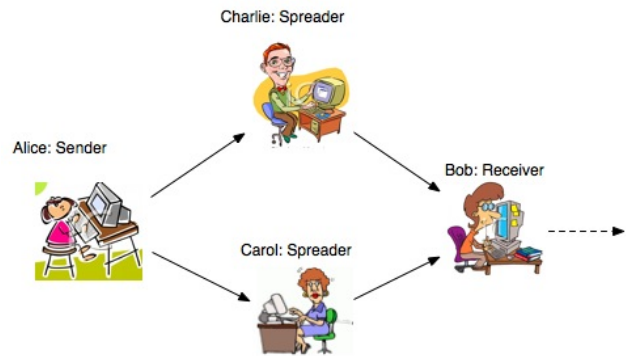 Charlie: Spreader
Alice: Sender
Bob: Receiver
Carol: Spreader